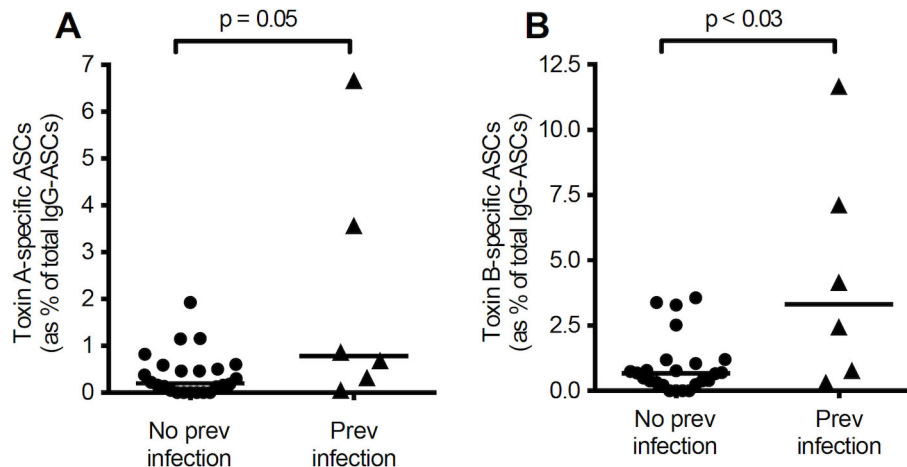 A
p = 0.05
Toxin A-specific ASCs
(as % of total IgG-ASCs)
7
6
5
4
3
2
1
0
No prev
infection
Prev
infection
B
p < 0.03
Toxin B-specific ASCs
(as % of total IgG-ASCs)
12.5
10.0
7.5
5.0
2.5
0.0
No prev
infection
Prev
infection